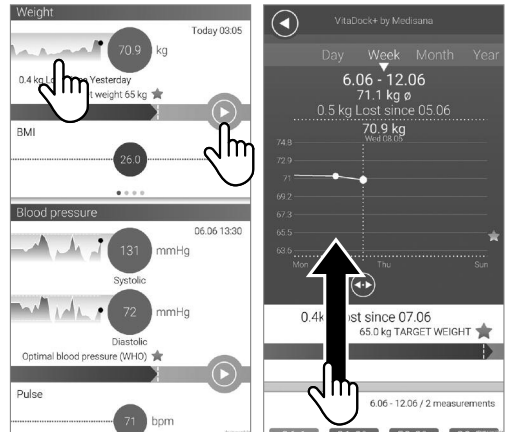 Weight
Today 03:05
70.9 kg
0.4 kg Yesterday
weight 65 kg
BMI
26.0
Blood pressure
06.06 13:30
131 mmHg
Systolic
72 mmHg
Diastolic
Optimal blood pressure (WHO)
Pulse
71 bpm
VitaDock+ by Medisana
Day Week Month Year
6.06 - 12.06
71.1 kg ø
0.5 kg Lost since 05.06
70.9 kg
Wed 08.06
74.8
72.9
71
69.2
67.3
65.5
63.6
Mon Thu Sun
0.4k st since 07.06
65.0 kg TARGET WEIGHT
6.06 - 12.06 / 2 measurements